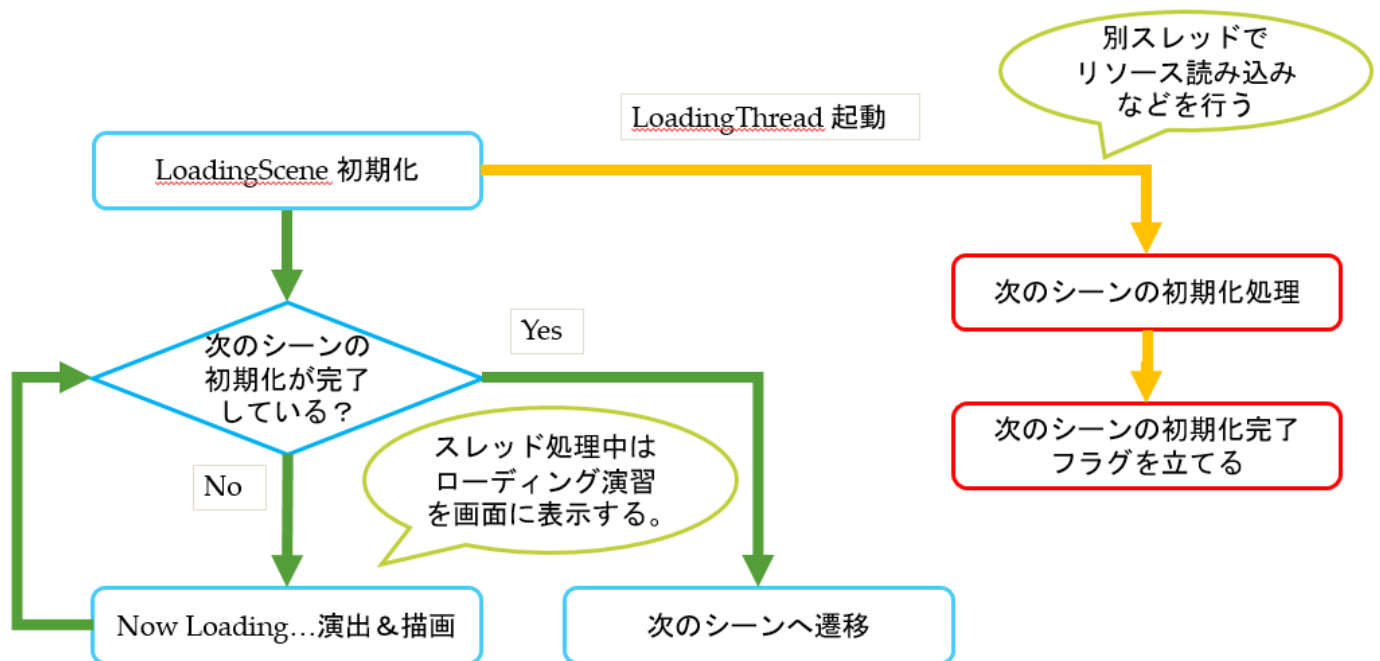 別スレッドで
リソース読み込み
などを行う
LoadingThread 起動
LoadingScene 初期化
次のシーンの初期化処理
Yes
次のシーンの
初期化が完了
している？
次のシーンの初期化完了
フラグを立てる
スレッド処理中は
ローディング演習
を画面に表示する。
No
Now Loading…演出＆描画
次のシーンへ遷移